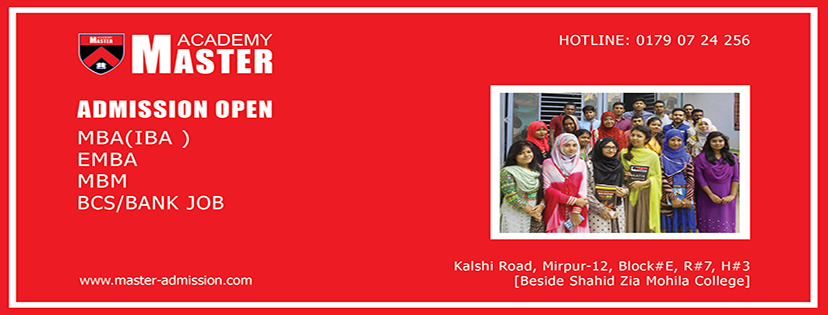 ACADEMY
MASTER
MASTER
HOTLINE: 0179 07 24 256
ADMISSION OPEN
MBA(IBA )
EMBA
MBM
BCS/BANK JOB
www.master-admission.com
Kalshi Road, Mirpur-12, Block#E, R#7, H#3
[Beside Shahid Zia Mohila College]